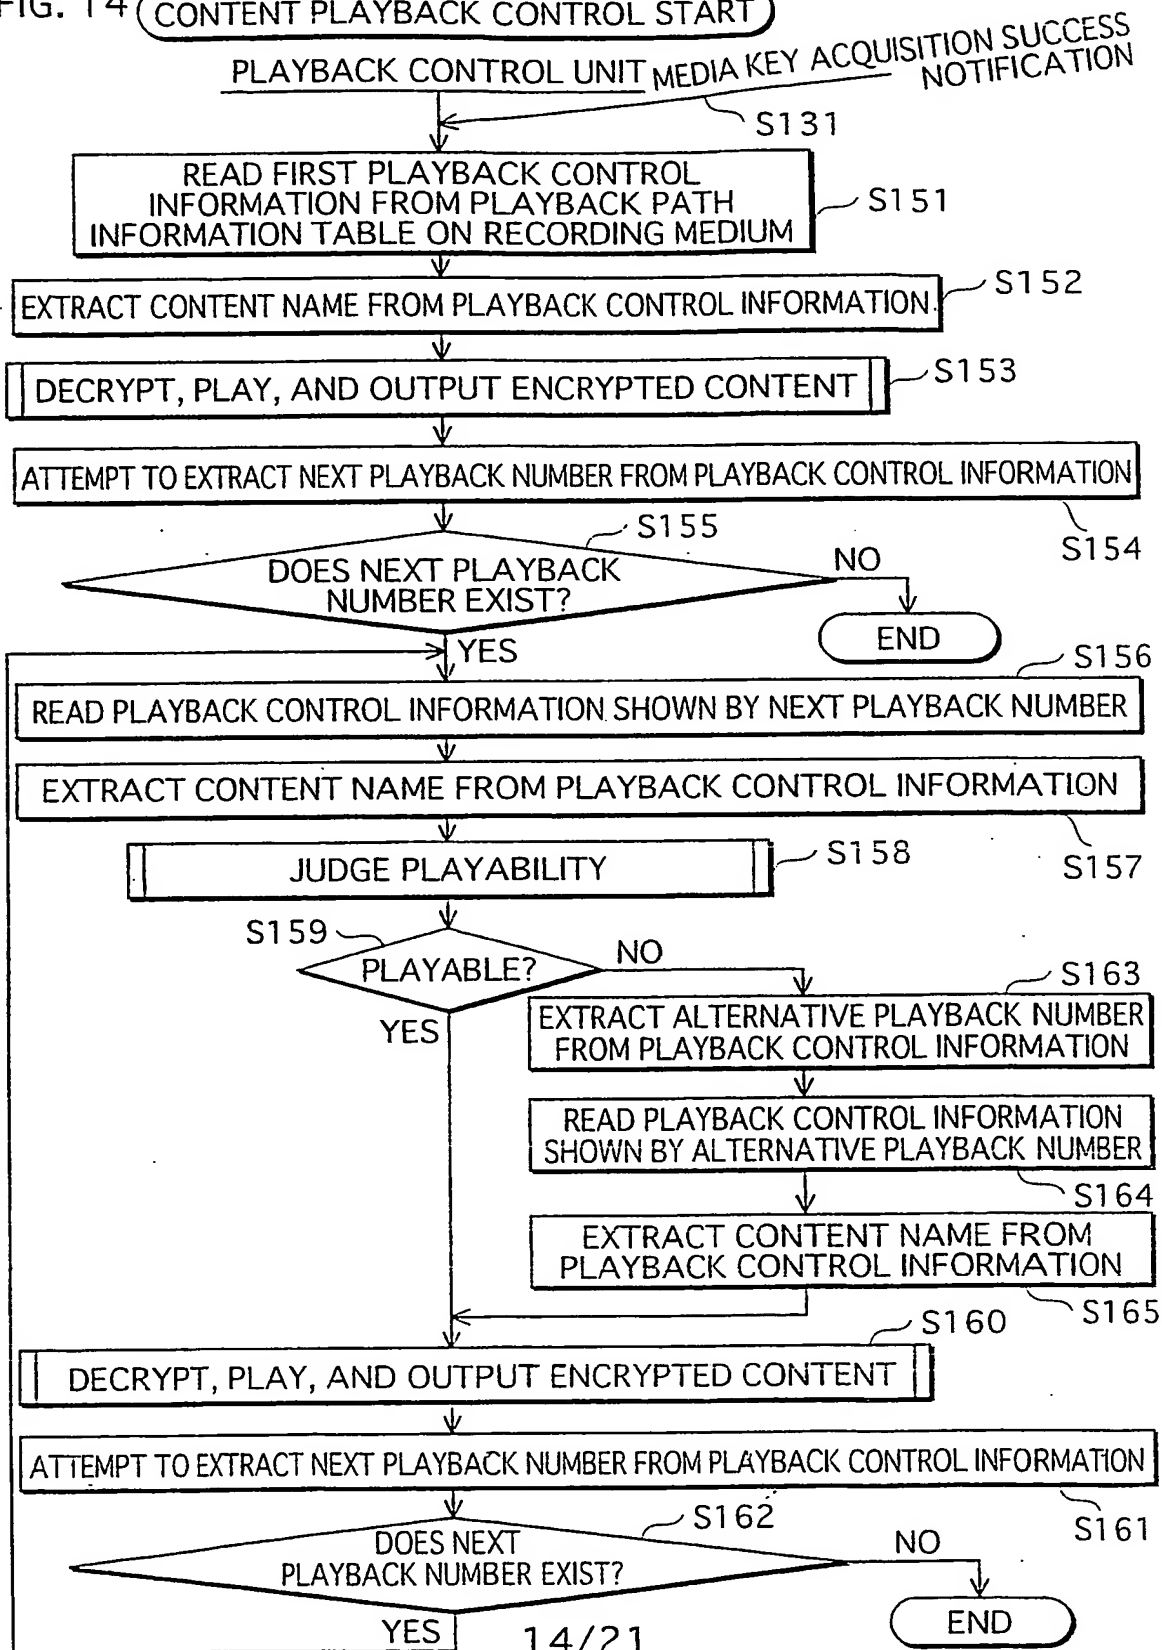 FIG. 14
CONTENT PLAYBACK CONTROL START
PLAYBACK CONTROL UNIT
MEDIA KEY ACQUISITION SUCCESS
NOTIFICATION
S131
READ FIRST PLAYBACK CONTROL
INFORMATION FROM PLAYBACK PATH
INFORMATION TABLE ON RECORDING MEDIUM
S151
EXTRACT CONTENT NAME FROM PLAYBACK CONTROL INFORMATION
S152
DECRYPT, PLAY, AND OUTPUT ENCRYPTED CONTENT
S153
ATTEMPT TO EXTRACT NEXT PLAYBACK NUMBER FROM PLAYBACK CONTROL INFORMATION
S154
S155
DOES NEXT PLAYBACK
NUMBER EXIST?
NO
END
YES
S156
READ PLAYBACK CONTROL INFORMATION SHOWN BY NEXT PLAYBACK NUMBER
EXTRACT CONTENT NAME FROM PLAYBACK CONTROL INFORMATION
S157
JUDGE PLAYABILITY
S158
S159
PLAYABLE?
NO
YES
S163
EXTRACT ALTERNATIVE PLAYBACK NUMBER
FROM PLAYBACK CONTROL INFORMATION
READ PLAYBACK CONTROL INFORMATION
SHOWN BY ALTERNATIVE PLAYBACK NUMBER
S164
EXTRACT CONTENT NAME FROM
PLAYBACK CONTROL INFORMATION
S165
S160
DECRYPT, PLAY, AND OUTPUT ENCRYPTED CONTENT
ATTEMPT TO EXTRACT NEXT PLAYBACK NUMBER FROM PLAYBACK CONTROL INFORMATION
S161
S162
DOES NEXT
PLAYBACK NUMBER EXIST?
NO
END
YES
14/21